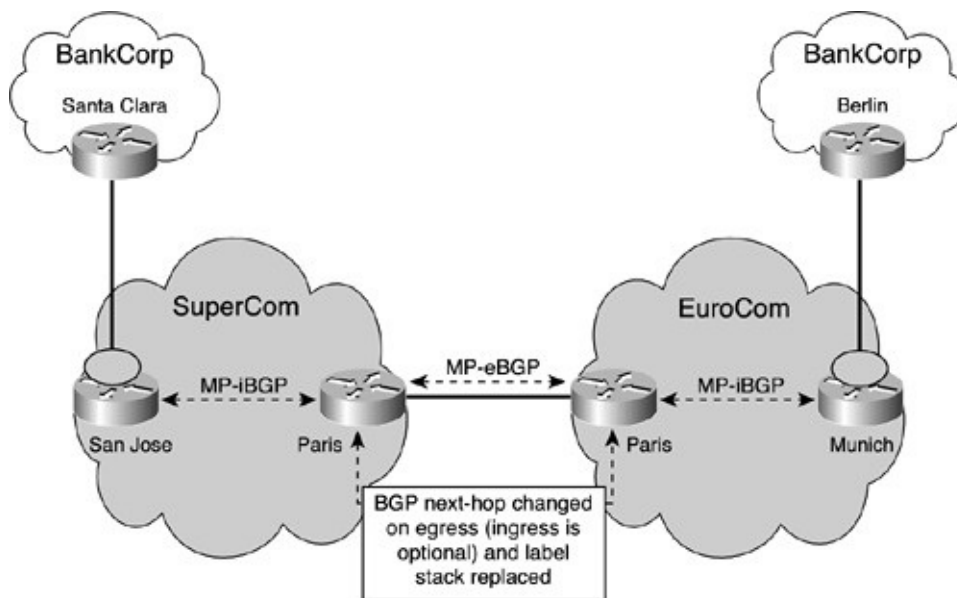 BankCorp
Santa Clara
BankCorp
Berlin
SuperCom
EuroCom
MP-eBGP
MP-iBGP
MP-iBGP
San Jose
Paris
Paris
Munich
BGP next-hop changed
on egress (ingress is
optional) and label
stack replaced